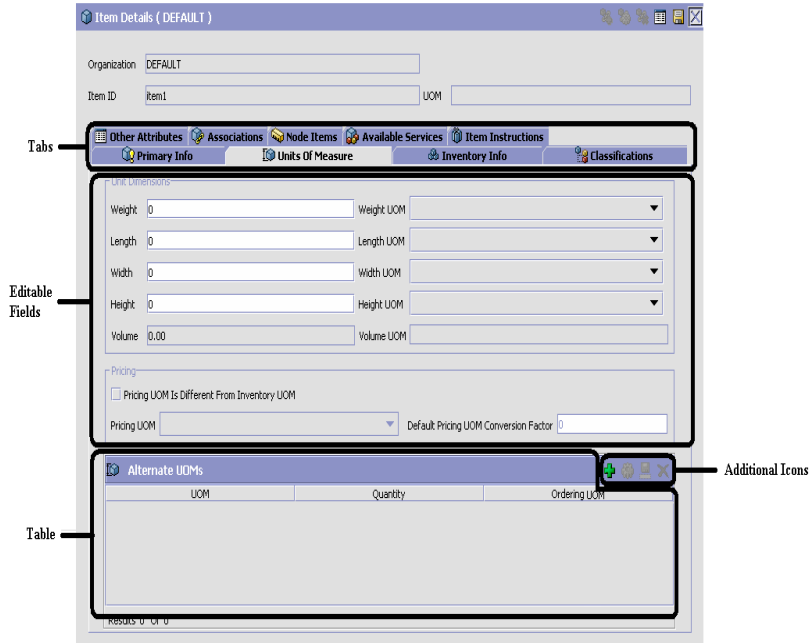 Item Details ( DEFAULT )
Organization DEFAULT
Item ID item1 UOM
Other Attributes Associations Node Items Available Services Item Instructions
Tabs
Primary Info Units Of Measure Inventory Info Classifications
Unit Dimensions
Weight 0 Weight UOM
Length 0 Length UOM
Width 0 Width UOM
Editable
Fields
Height 0 Height UOM
Volume 0.00 Volume UOM
Pricing
Pricing UOM Is Different From Inventory UOM
Pricing UOM Default Pricing UOM Conversion Factor 0
Alternate UOMs
Additional Icons
UOM Quantity Ordering UOM
Table
Results 0 Of 0